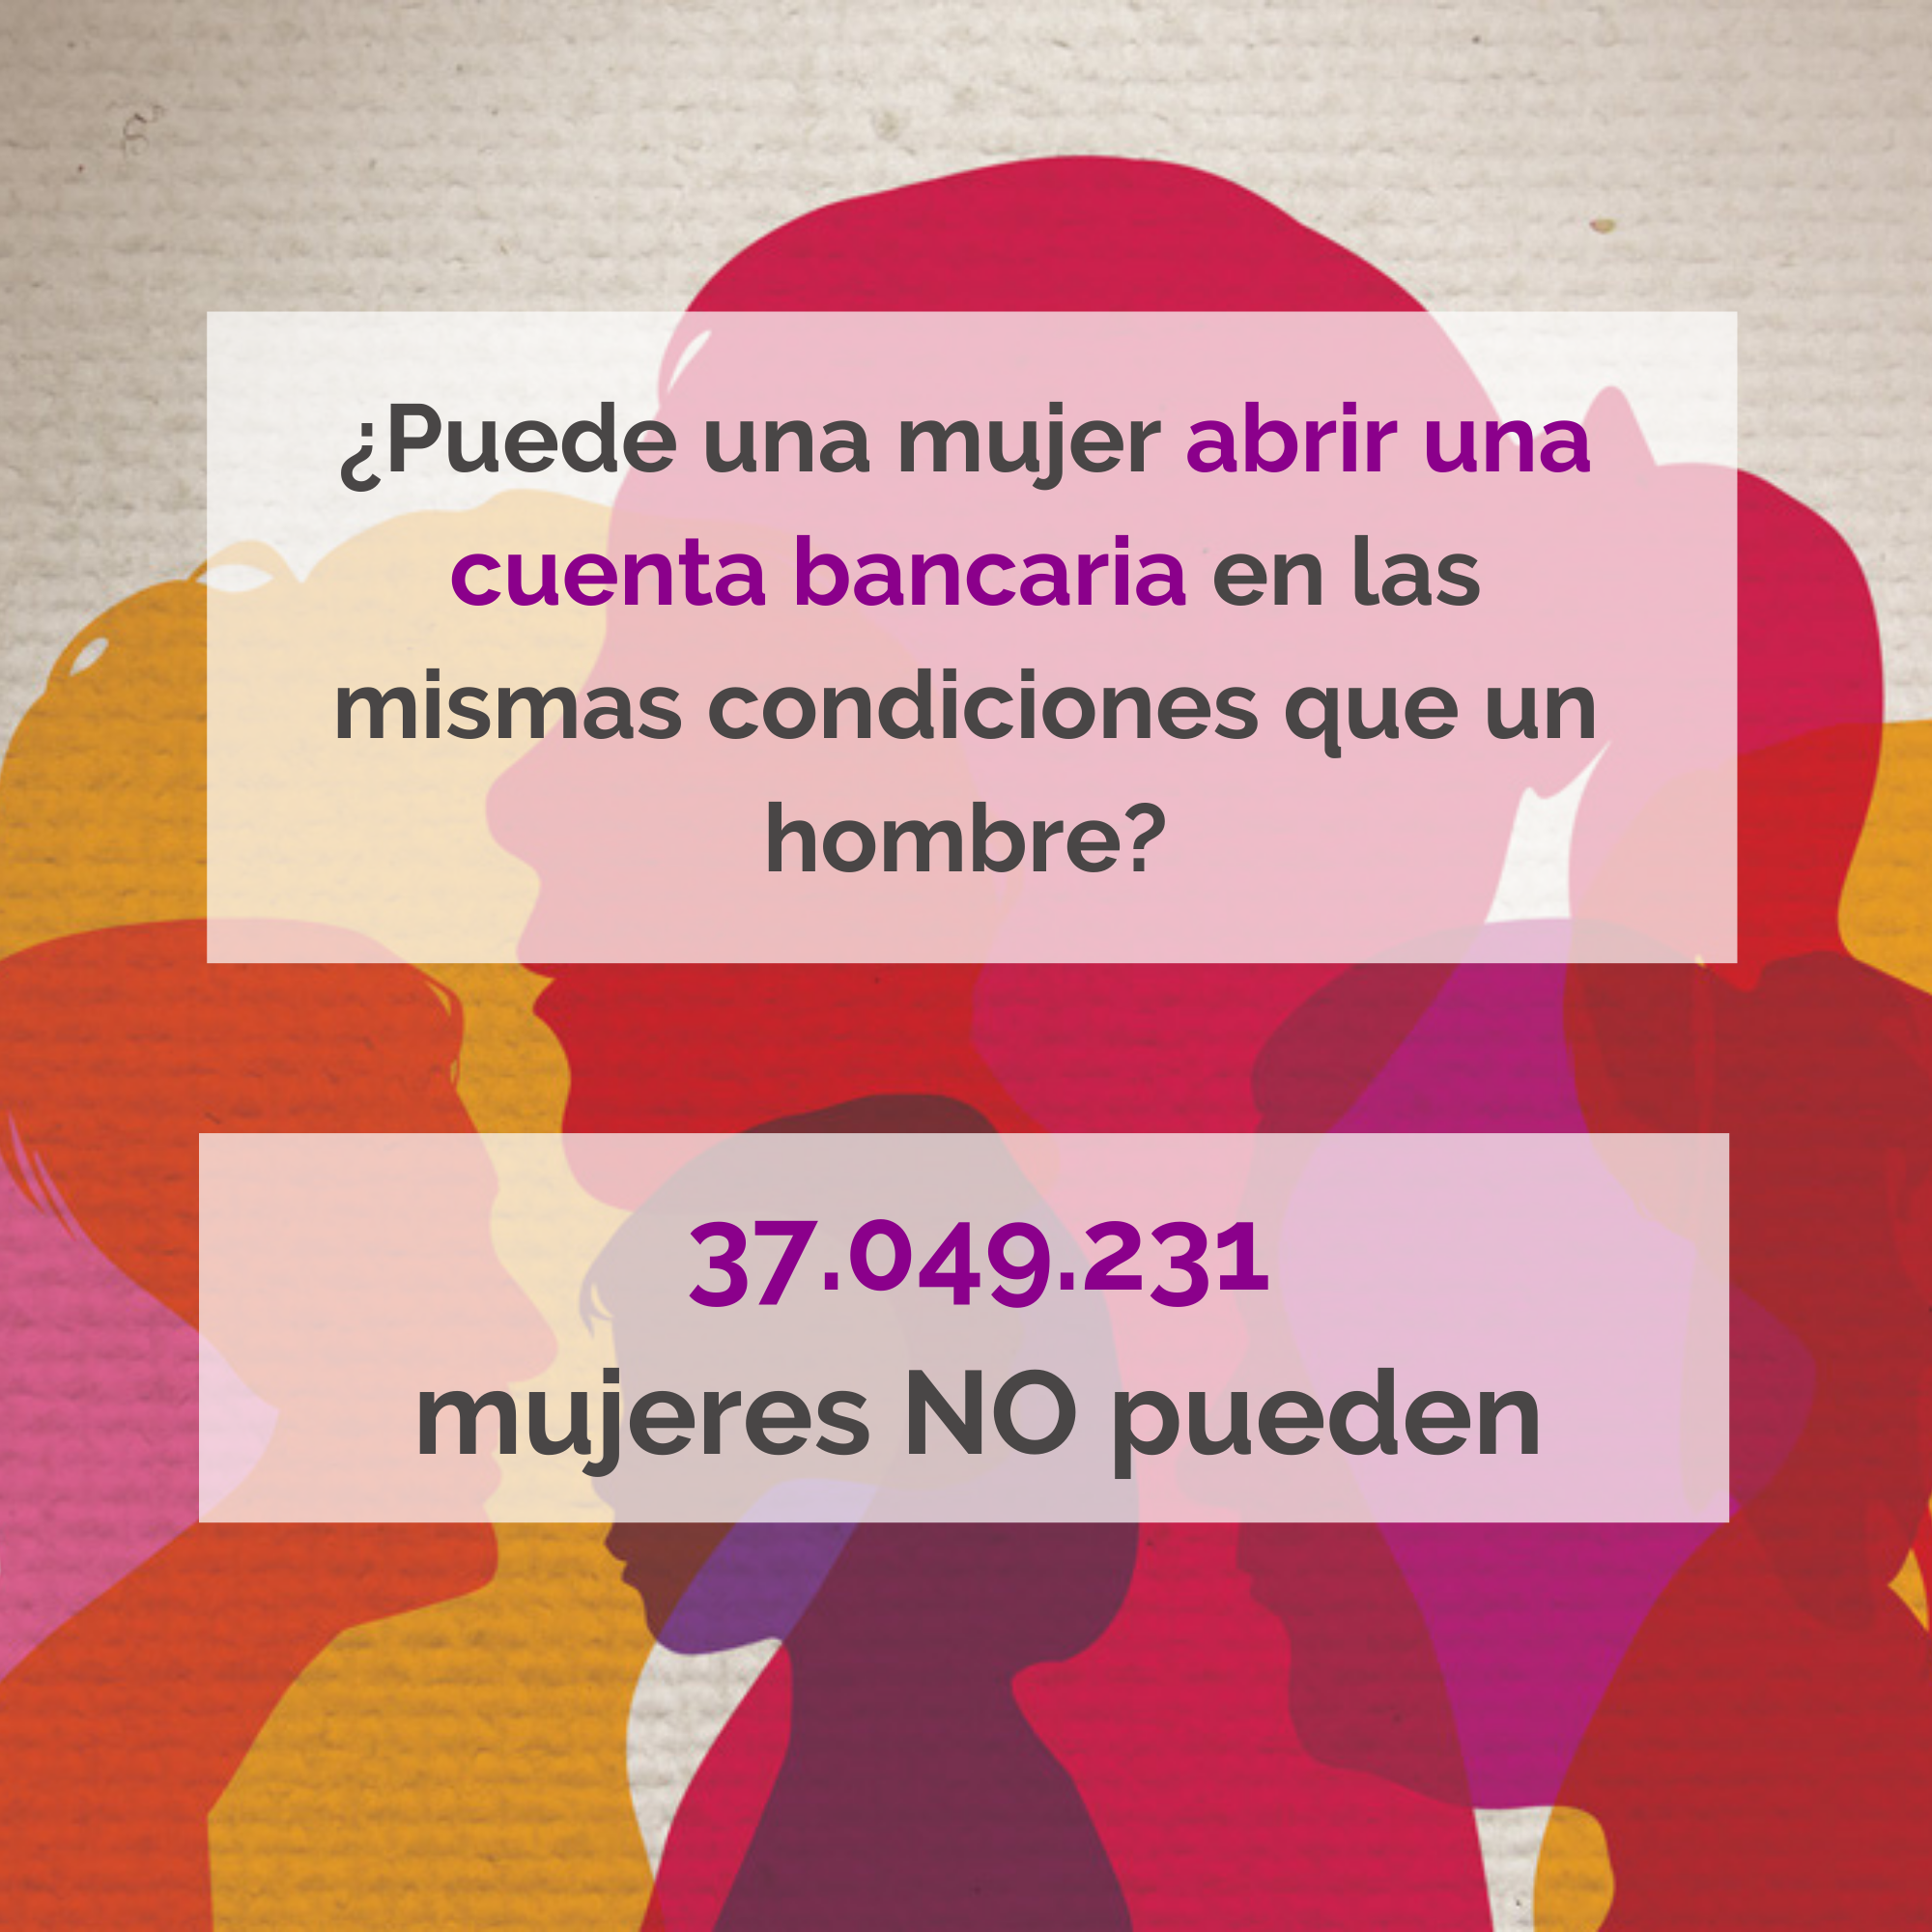 ¿Puede una mujer abrir una
cuenta bancaria en las
mismas condiciones que un
hombre?
37.049.231
mujeres NO pueden